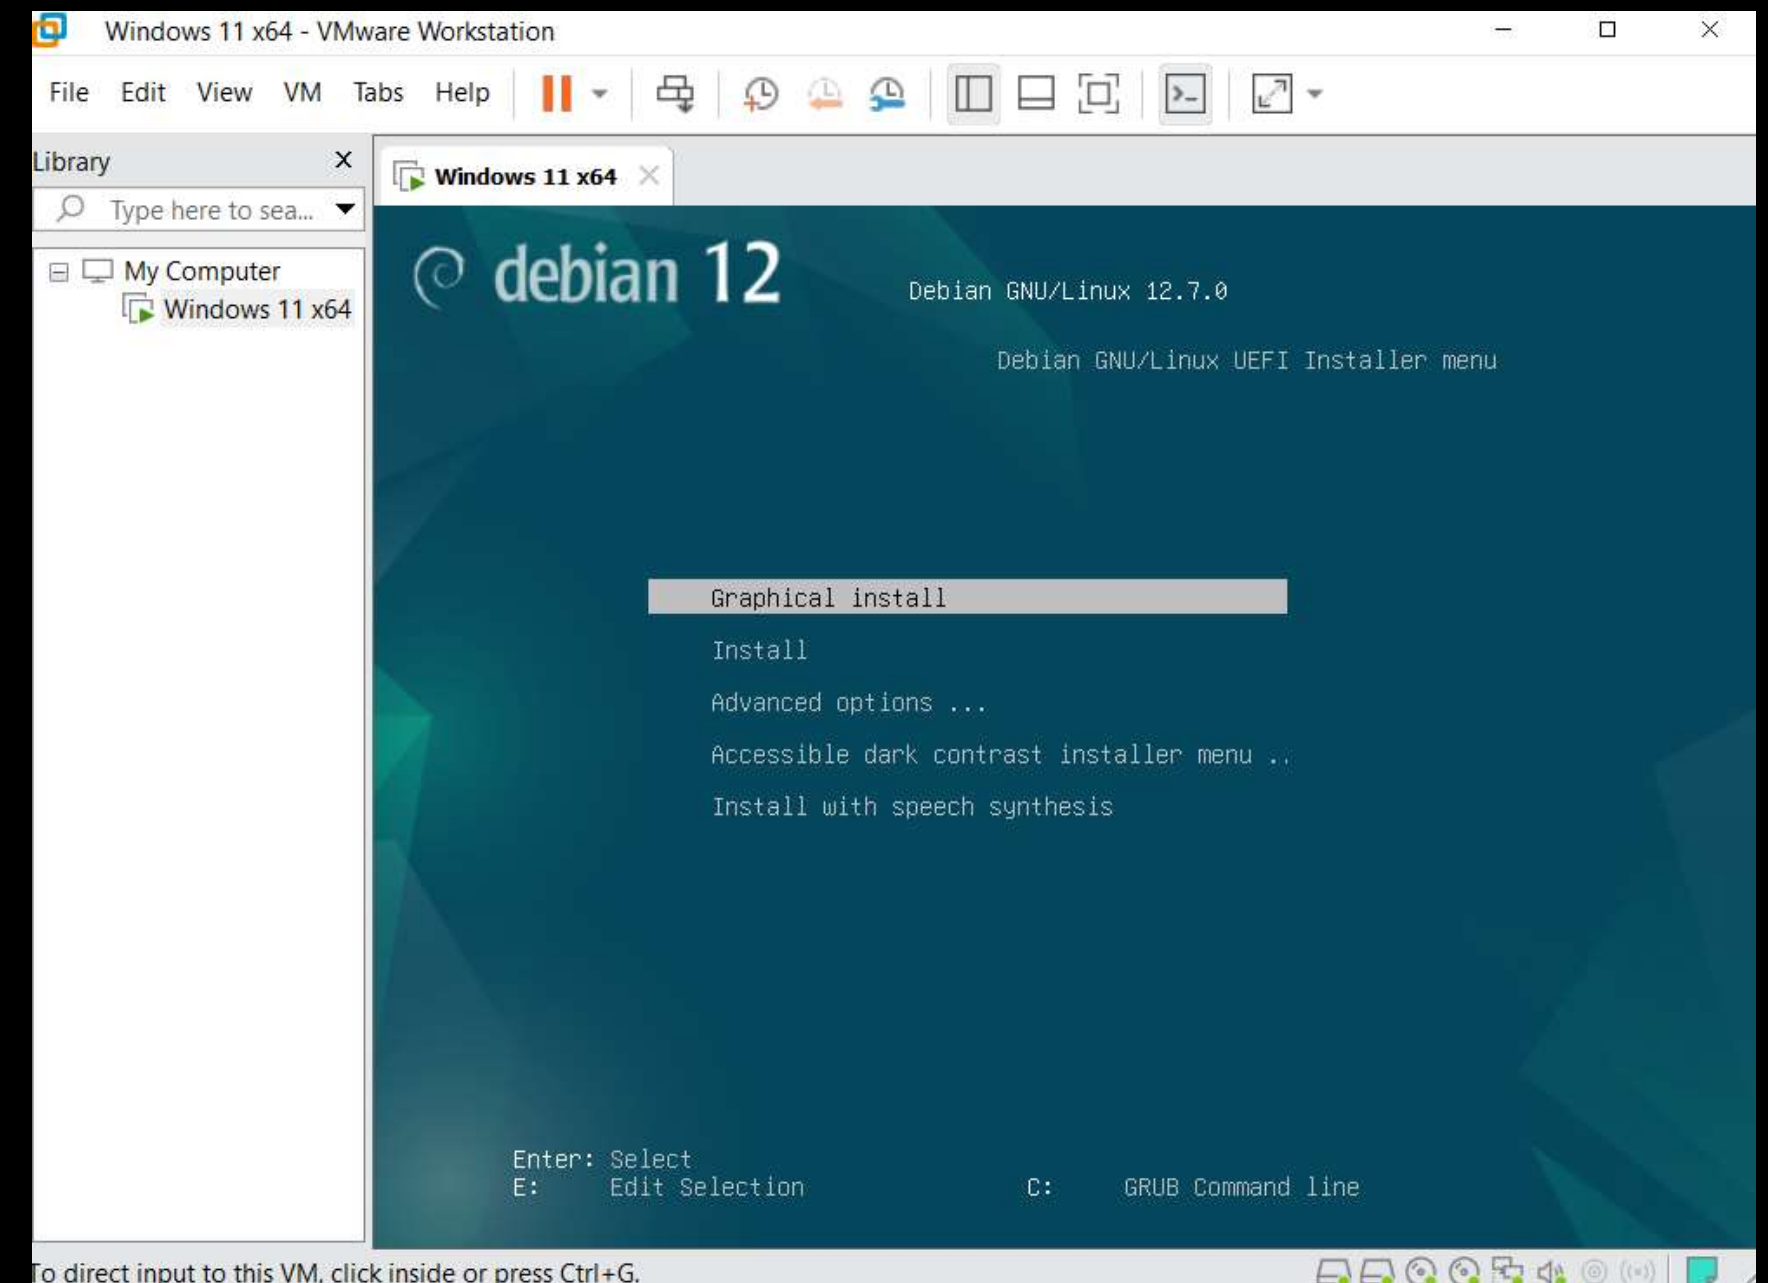 Windows 11 x64 - VMware Workstation
File Edit View VM Tabs Help
Library
Type here to sea...
My Computer
Windows 11 x64
Windows 11 x64
debian 12
Debian GNU/Linux 12.7.0
Debian GNU/Linux UEFI Installer menu
Graphical install
Install
Advanced options ...
Accessible dark contrast installer menu ..
Install with speech synthesis
Enter: Select
E: Edit Selection C: GRUB Command line
To direct input to this VM, click inside or press Ctrl+G.